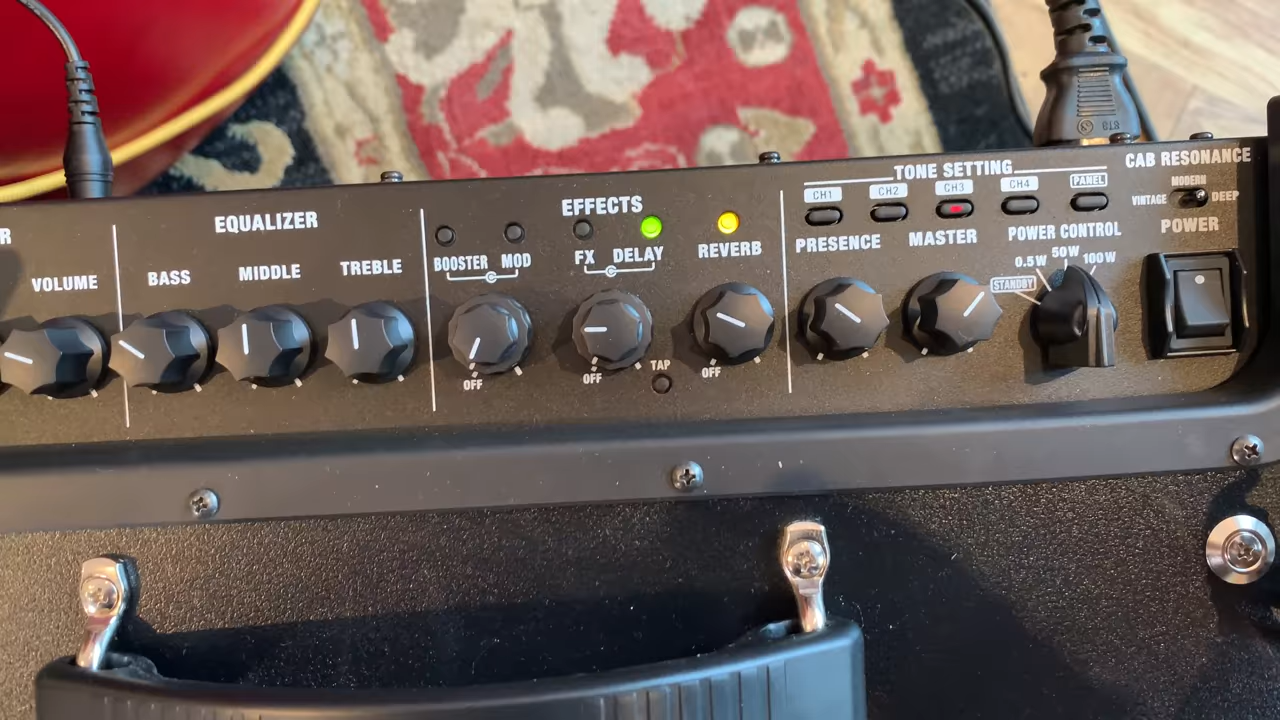 R
VOLUME
EQUALIZER
BASS
MIDDLE
TREBLE
EFFECTS
BOOSTER MOD
FX DELAY
REVERB
OFF
OFF
TAP
OFF
TONE SETTING
CH1 CH2 CH3 CH4 PANEL
PRESENCE
MASTER
POWER CONTROL
STANDBY
0.5W 50W 100W
CAB RESONANCE
MODERN
VINTAGE DEEP
POWER